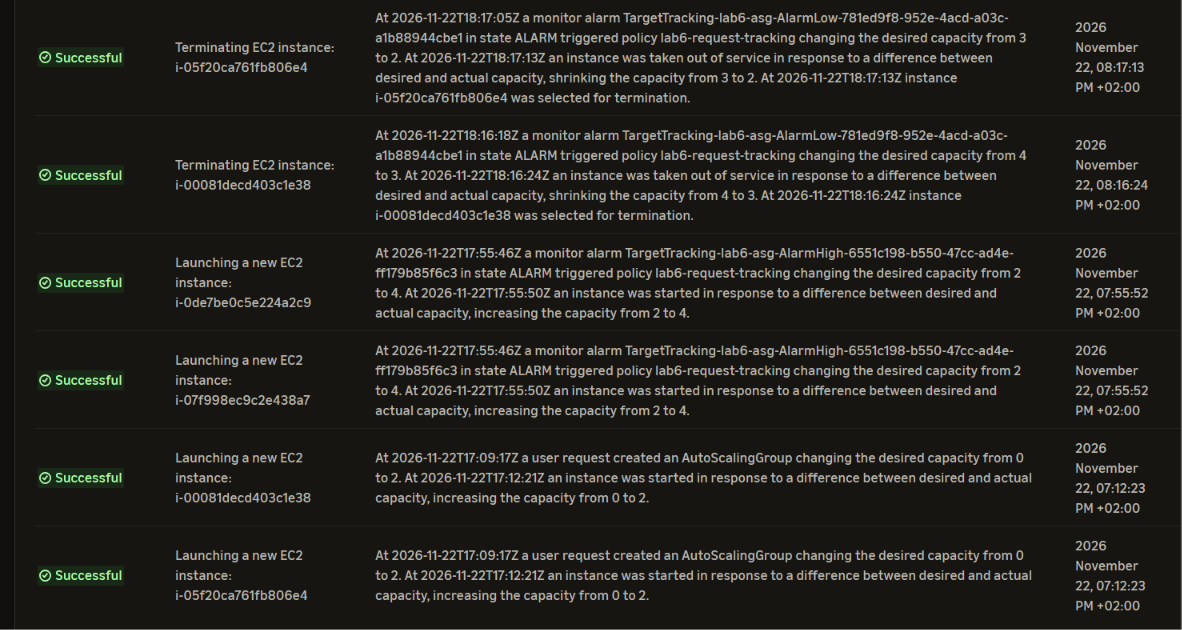 Successful
Terminating EC2 instance:
i-05f20ca761fb806e4
At 2026-11-22T18:17:05Z a monitor alarm TargetTracking-lab6-asg-AlarmLow-781ed9f8-952e-4acd-a03c-
a1b88944cbe1 in state ALARM triggered policy lab6-request-tracking changing the desired capacity from 3
to 2. At 2026-11-22T18:17:13Z an instance was taken out of service in response to a difference between
desired and actual capacity, shrinking the capacity from 3 to 2. At 2026-11-22T18:17:13Z instance
i-05f20ca761fb806e4 was selected for termination.
2026
November
22, 08:17:13
PM +02:00
Successful
Terminating EC2 instance:
i-00081decd403c1e38
At 2026-11-22T18:16:18Z a monitor alarm TargetTracking-lab6-asg-AlarmLow-781ed9f8-952e-4acd-a03c-
a1b88944cbe1 in state ALARM triggered policy lab6-request-tracking changing the desired capacity from 4
to 3. At 2026-11-22T18:16:24Z an instance was taken out of service in response to a difference between
desired and actual capacity, shrinking the capacity from 4 to 3. At 2026-11-22T18:16:24Z instance
i-00081decd403c1e38 was selected for termination.
2026
November
22, 08:16:24
PM +02:00
Successful
Launching a new EC2
instance:
i-0de7be0c5e224a2c9
At 2026-11-22T17:55:46Z a monitor alarm TargetTracking-lab6-asg-AlarmHigh-6551c198-b550-47cc-ad4e-
ff179b85f6c3 in state ALARM triggered policy lab6-request-tracking changing the desired capacity from 2
to 4. At 2026-11-22T17:55:50Z an instance was started in response to a difference between desired and
actual capacity, increasing the capacity from 2 to 4.
2026
November
22, 07:55:52
PM +02:00
Successful
Launching a new EC2
instance:
i-07f998ec9c2e438a7
At 2026-11-22T17:55:46Z a monitor alarm TargetTracking-lab6-asg-AlarmHigh-6551c198-b550-47cc-ad4e-
ff179b85f6c3 in state ALARM triggered policy lab6-request-tracking changing the desired capacity from 2
to 4. At 2026-11-22T17:55:50Z an instance was started in response to a difference between desired and
actual capacity, increasing the capacity from 2 to 4.
2026
November
22, 07:55:52
PM +02:00
Successful
Launching a new EC2
instance:
i-00081decd403c1e38
At 2026-11-22T17:09:17Z a user request created an AutoScalingGroup changing the desired capacity from 0
to 2. At 2026-11-22T17:12:21Z an instance was started in response to a difference between desired and actual
capacity, increasing the capacity from 0 to 2.
2026
November
22, 07:12:23
PM +02:00
Successful
Launching a new EC2
instance:
i-05f20ca761fb806e4
At 2026-11-22T17:09:17Z a user request created an AutoScalingGroup changing the desired capacity from 0
to 2. At 2026-11-22T17:12:21Z an instance was started in response to a difference between desired and actual
capacity, increasing the capacity from 0 to 2.
2026
November
22, 07:12:23
PM +02:00